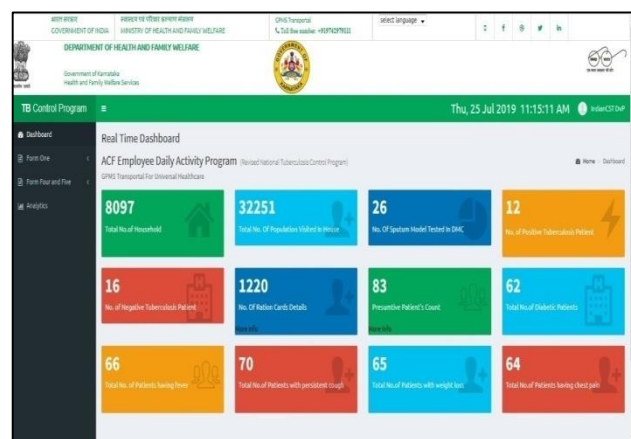 भारत सरकार
GOVERNMENT OF INDIA
स्वास्थ्य एवं परिवार कल्याण मंत्रालय
MINISTRY OF HEALTH AND FAMILY WELFARE
GPMS Transportal
Toll free number: +919742979111
select language
DEPARTMENT OF HEALTH AND FAMILY WELFARE
Government of Karnataka
Health and Family Welfare Services
TB Control Program
Thu, 25 Jul 2019 11:15:11 AM
IndianCST DHP
Dashboard
Form One
Form Four and Five
Analytics
Real Time Dashboard
ACF Employee Daily Activity Program (Revised National Tuberculosis Control Program)
GPMS Transportal For Universal Healthcare
Home - Dashboard
8097
Total No.of Household
32251
Total No. Of Population Visited In House
26
No. Of Sputum Model Tested In DMC
12
No. of Positive Tuberculosis Patient
16
No. of Negative Tuberculosis Patient
1220
No. Of Ration Cards Details
More info
83
Presumtive Patient's Count
More info
62
Total No.of Diabetic Patients
66
Total No. of Patients having fever
70
Total No.of Patients with persistent cough
65
Total No.of Patients with weight loss
64
Total No.of Patients having chest pain